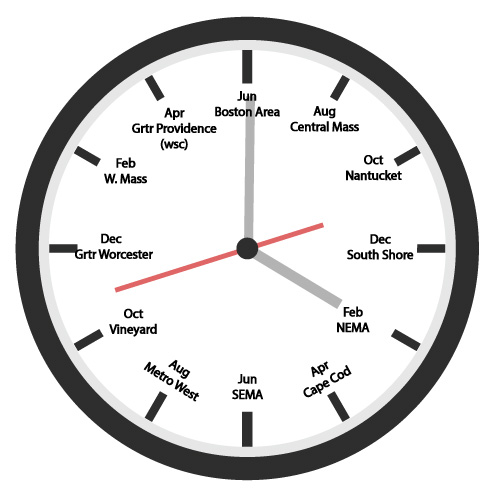 Jun
Boston Area
Aug
Central Mass
Oct
Nantucket
Dec
South Shore
Feb
NEMA
Apr
Cape Cod
Jun
SEMA
Aug
Metro West
Oct
Vineyard
Dec
Grtr Worcester
Feb
W. Mass
Apr
Grtr Providence
(wsc)